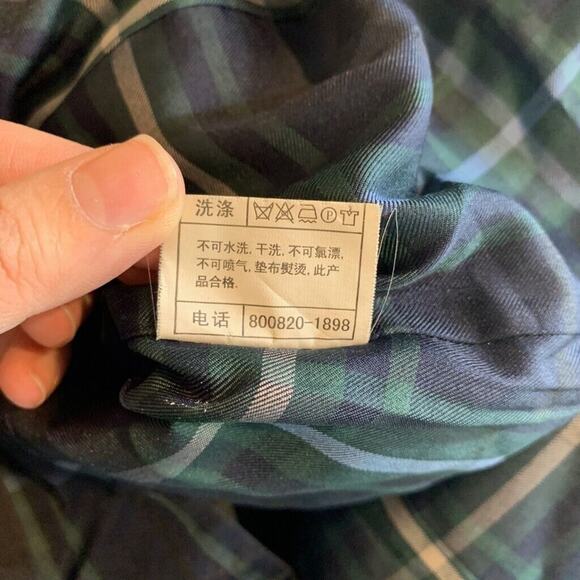 洗涤
不可水洗, 干洗, 不可氯漂,
不可喷气, 垫布熨烫, 此产
品合格.
电话 800820-1898